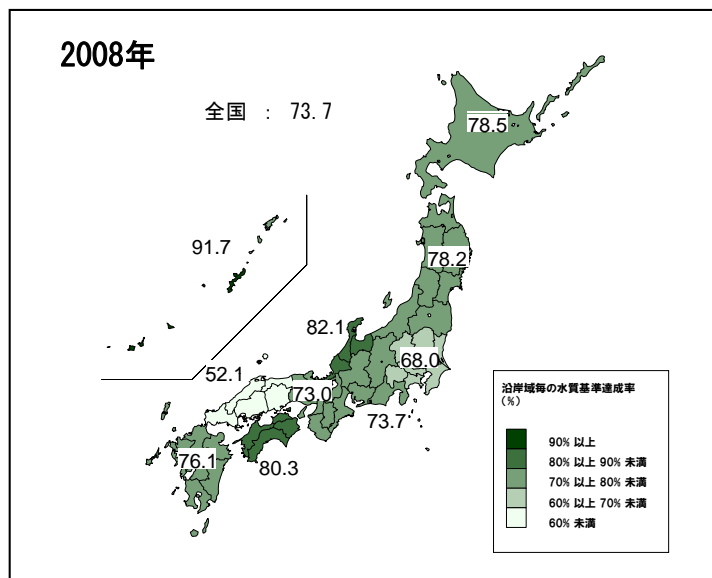 2008年
全国 : 73.7
78.5
91.7
78.2
82.1
68.0
52.1
73.0
73.7
76.1
80.3
沿岸域毎の水質基準達成率
(%)
90% 以上
80% 以上 90% 未満
70% 以上 80% 未満
60% 以上 70% 未満
60% 未満